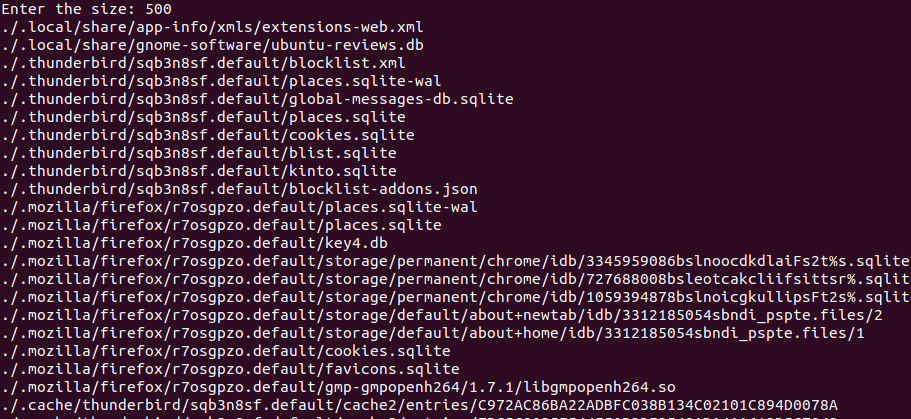 Enter the size: 500
./.local/share/app-info/xmls/extensions-web.xml
./.local/share/gnome-software/ubuntu-reviews.db
./.thunderbird/sqb3n8sf.default/blocklist.xml
./.thunderbird/sqb3n8sf.default/places.sqlite-wal
./.thunderbird/sqb3n8sf.default/global-messages-db.sqlite
./.thunderbird/sqb3n8sf.default/places.sqlite
./.thunderbird/sqb3n8sf.default/cookies.sqlite
./.thunderbird/sqb3n8sf.default/blist.sqlite
./.thunderbird/sqb3n8sf.default/kinto.sqlite
./.thunderbird/sqb3n8sf.default/blocklist-addons.json
./.mozilla/firefox/r7osgpzo.default/places.sqlite-wal
./.mozilla/firefox/r7osgpzo.default/places.sqlite
./.mozilla/firefox/r7osgpzo.default/key4.db
./.mozilla/firefox/r7osgpzo.default/storage/permanent/chrome/idb/3345959086bslnoocdkdlaiFs2t%s.sqlite
./.mozilla/firefox/r7osgpzo.default/storage/permanent/chrome/idb/727688008bsleotcakcliifsittsr%.sqlit
./.mozilla/firefox/r7osgpzo.default/storage/permanent/chrome/idb/1059394878bslnoicgkullipsFt2s%.sqlit
./.mozilla/firefox/r7osgpzo.default/storage/default/about+newtab/idb/3312185054sbndi_pspte.files/2
./.mozilla/firefox/r7osgpzo.default/storage/default/about+home/idb/3312185054sbndi_pspte.files/1
./.mozilla/firefox/r7osgpzo.default/cookies.sqlite
./.mozilla/firefox/r7osgpzo.default/favicons.sqlite
./.mozilla/firefox/r7osgpzo.default/gmp-gmpopenh264/1.7.1/libgmpopenh264.so
./.cache/thunderbird/sqb3n8sf.default/cache2/entries/C972AC86BA22ADBFC038B134C02101C894D0078A